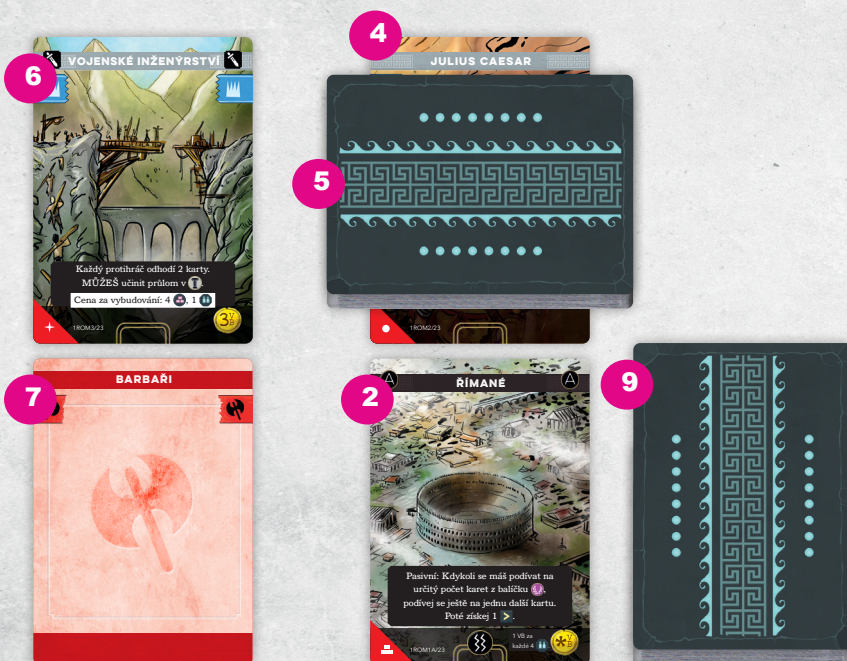 6
VOJENSKÉ INŽENÝRSTVÍ
Každý protihráč odhodí 2 karty.
MŮŽEŠ učinit průlom v
Cena za vybudování: 4 , 1
1ROM3/23
3 V B
4
JULIUS CAESAR
5
1ROM2/23
7
BARBAŘI
2
A ŘÍMANÉ A
Pasivní: Kdykoli se máš podívat na
určitý počet karet z balíčku ,
podívej se ještě na jednu další kartu.
Poté získej 1 .
1ROM1A/23
1 VB za
každé 4
* V B
9